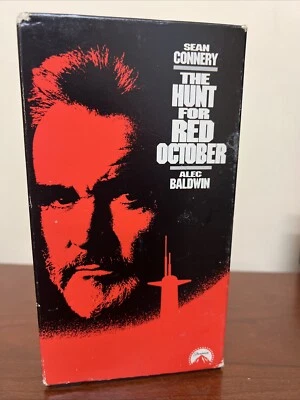 SEAN
CONNERY
THE
HUNT
FOR
RED
OCTOBER
ALEC
BALDWIN